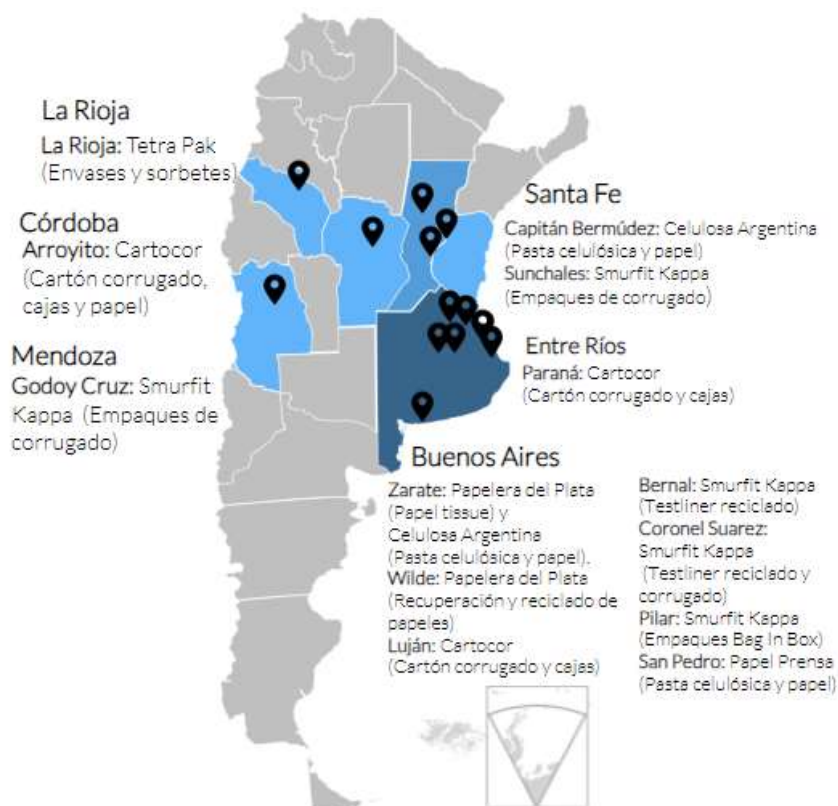 La Rioja
La Rioja: Tetra Pak
(Envases y sorbetes)
Córdoba
Arroyito: Cartocor
(Cartón corrugado,
cajas y papel)
Mendoza
Godoy Cruz: Smurfit
Kappa (Empaques de
corrugado)
Santa Fe
Capitán Bermúdez: Celulosa Argentina
(Pasta celulósica y papel)
Sunchales: Smurfit Kappa
(Empaques de corrugado)
Entre Ríos
Paraná: Cartocor
(Cartón corrugado y cajas)
Buenos Aires
Zarate: Papelera del Plata
(Papel tissue) y
Celulosa Argentina
(Pasta celulósica y papel),
Wilde: Papelera del Plata
(Recuperación y reciclado de
papeles)
Luján: Cartocor
(Cartón corrugado y cajas)
Bernal: Smurfit Kappa
(Testliner reciclado)
Coronel Suarez:
Smurfit Kappa
(Testliner reciclado y
corrugado)
Pilar: Smurfit Kappa
(Empaques Bag In Box)
San Pedro: Papel Prensa
(Pasta celulósica y papel)